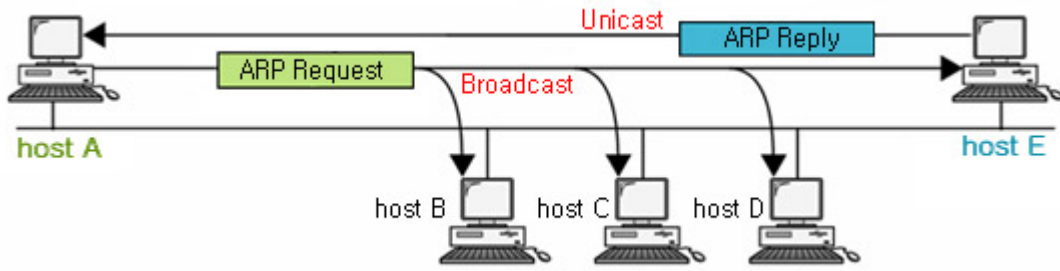 Unicast
ARP Reply
ARP Request
Broadcast
host A
host E
host B
host C
host D